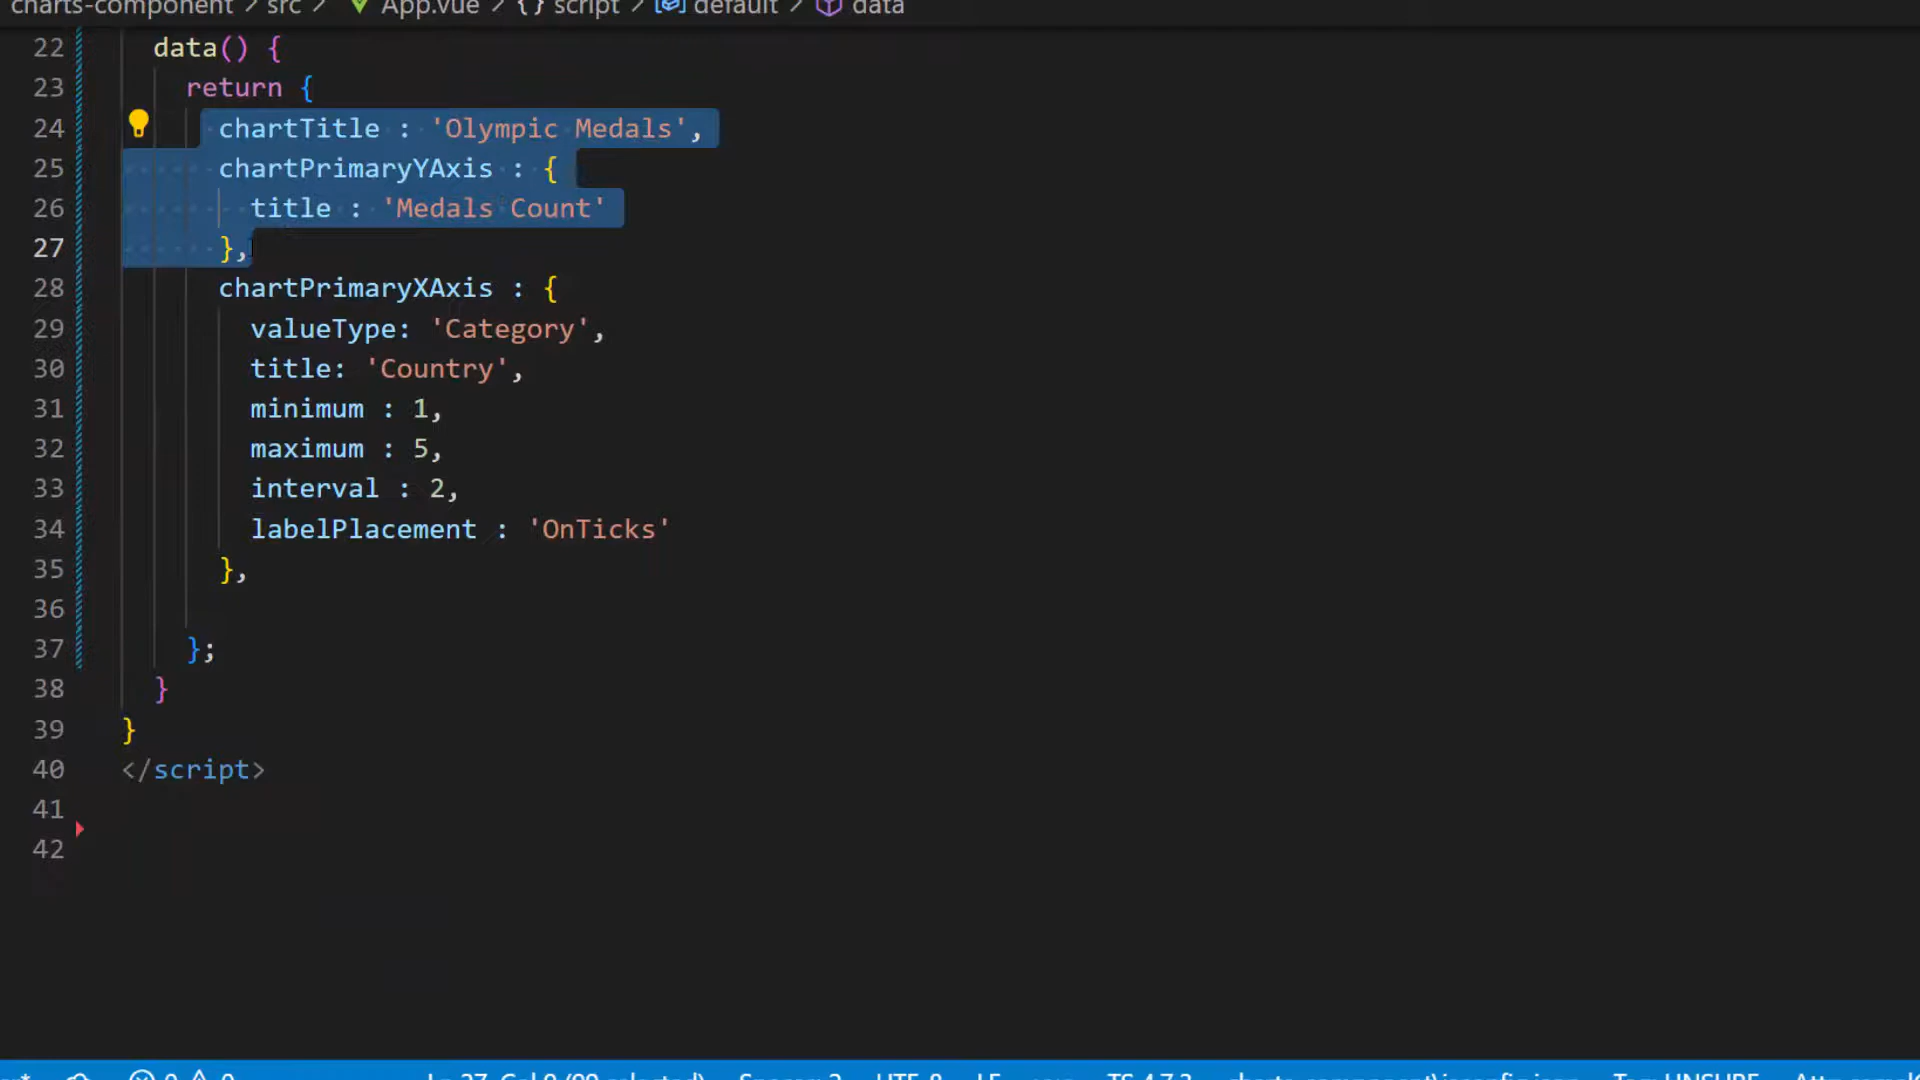 charts-component > src > App.vue > {} script > default > data
22 data() {
23 return {
24 chartTitle : 'Olympic Medals',
25 chartPrimaryYAxis : {
26 title : 'Medals Count'
27 },
28 chartPrimaryXAxis : {
29 valueType: 'Category',
30 title: 'Country',
31 minimum : 1,
32 maximum : 5,
33 interval : 2,
34 labelPlacement : 'OnTicks'
35 },
36
37 };
38 }
39 }
40 </script>
41
42